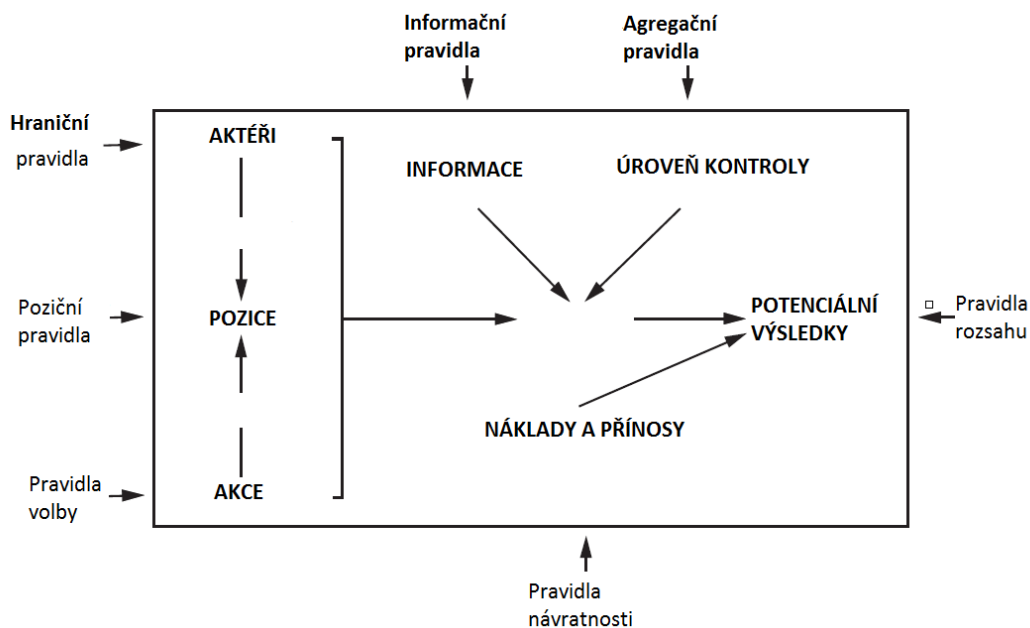 Informační
pravidla
Agregační
pravidla
Hraniční
pravidla
AKTÉŘI
INFORMACE
ÚROVEŇ KONTROLY
Poziční
pravidla
POZICE
POTENCIÁLNÍ
VÝSLEDKY
Pravidla
rozsahu
NÁKLADY A PŘÍNOSY
Pravidla
volby
AKCE
Pravidla
návratnosti